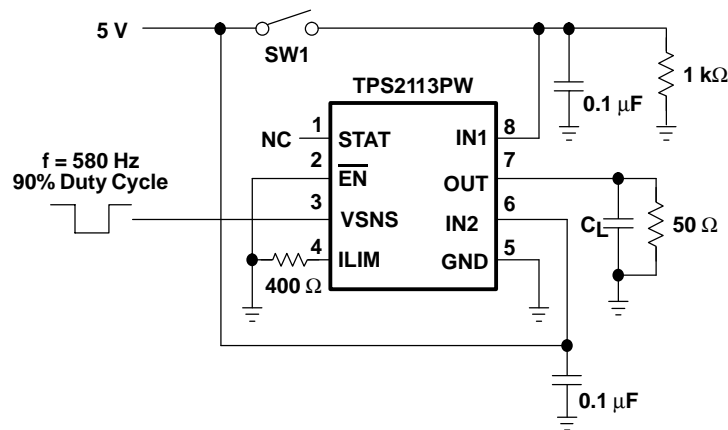 5 V
SW1
TPS2113PW
0.1 µF
1 kΩ
NC
1
STAT
IN1
8
f = 580 Hz
90% Duty Cycle
2
EN
OUT
7
3
VSNS
IN2
6
CL
50 Ω
4
ILIM
GND
5
400 Ω
0.1 µF